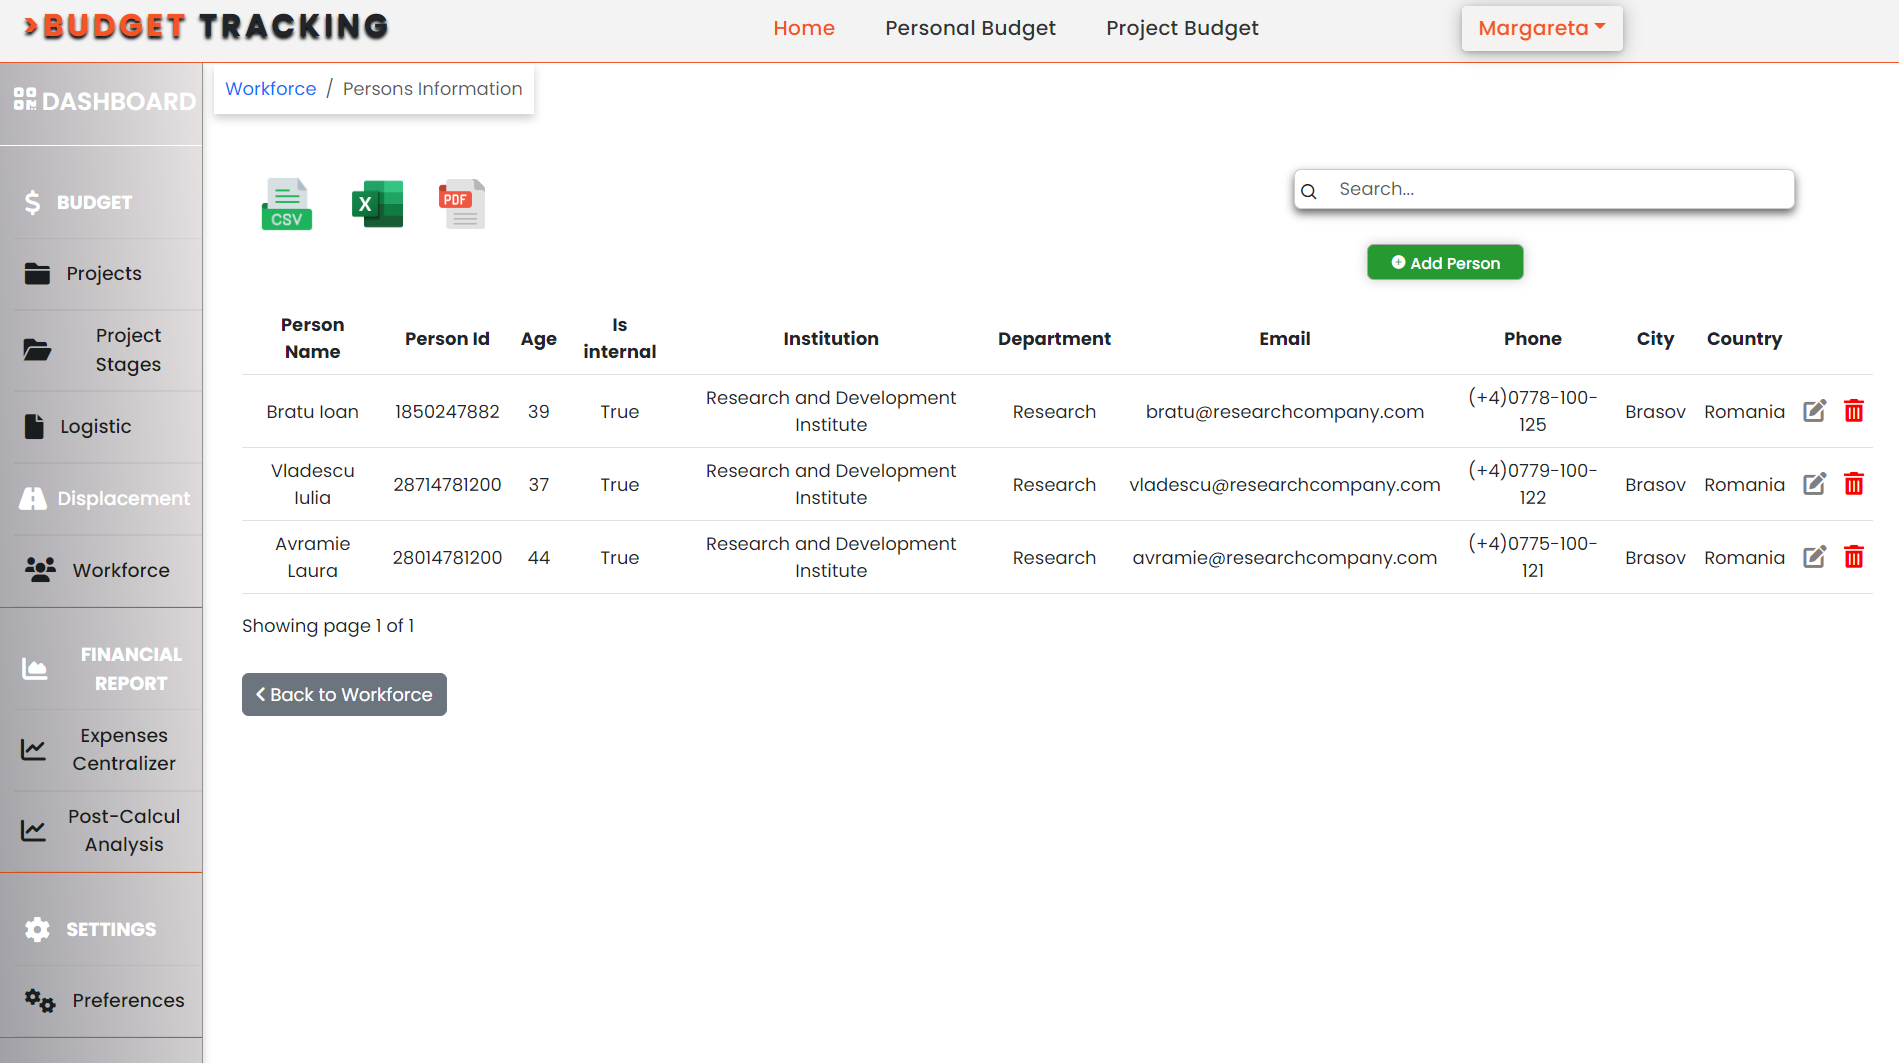 BUDGET TRACKING
Home Personal Budget Project Budget Margareta
DASHBOARD
Workforce / Persons Information
BUDGET
Projects
Project
Stages
Logistic
Displacement
Workforce
FINANCIAL
REPORT
Expenses
Centralizer
Post-Calcul
Analysis
SETTINGS
Preferences
CSV X PDF
Search...
Add Person
Person
Name Person Id Age Is
internal Institution Department Email Phone City Country
Bratu Ioan 1850247882 39 True Research and Development
Institute Research bratu@researchcompany.com (+4)0778-100-
125 Brasov Romania
Vladescu
Iulia 28714781200 37 True Research and Development
Institute Research vladescu@researchcompany.com (+4)0779-100-
122 Brasov Romania
Avramie
Laura 28014781200 44 True Research and Development
Institute Research avramie@researchcompany.com (+4)0775-100-
121 Brasov Romania
Showing page 1 of 1
Back to Workforce